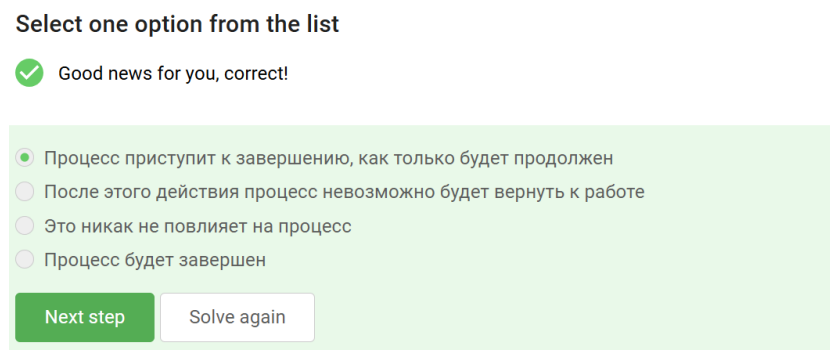 Select one option from the list
Good news for you, correct!
Процесс приступит к завершению, как только будет продолжен
После этого действия процесс невозможно будет вернуть к работе
Это никак не повлияет на процесс
Процесс будет завершен
Next step
Solve again